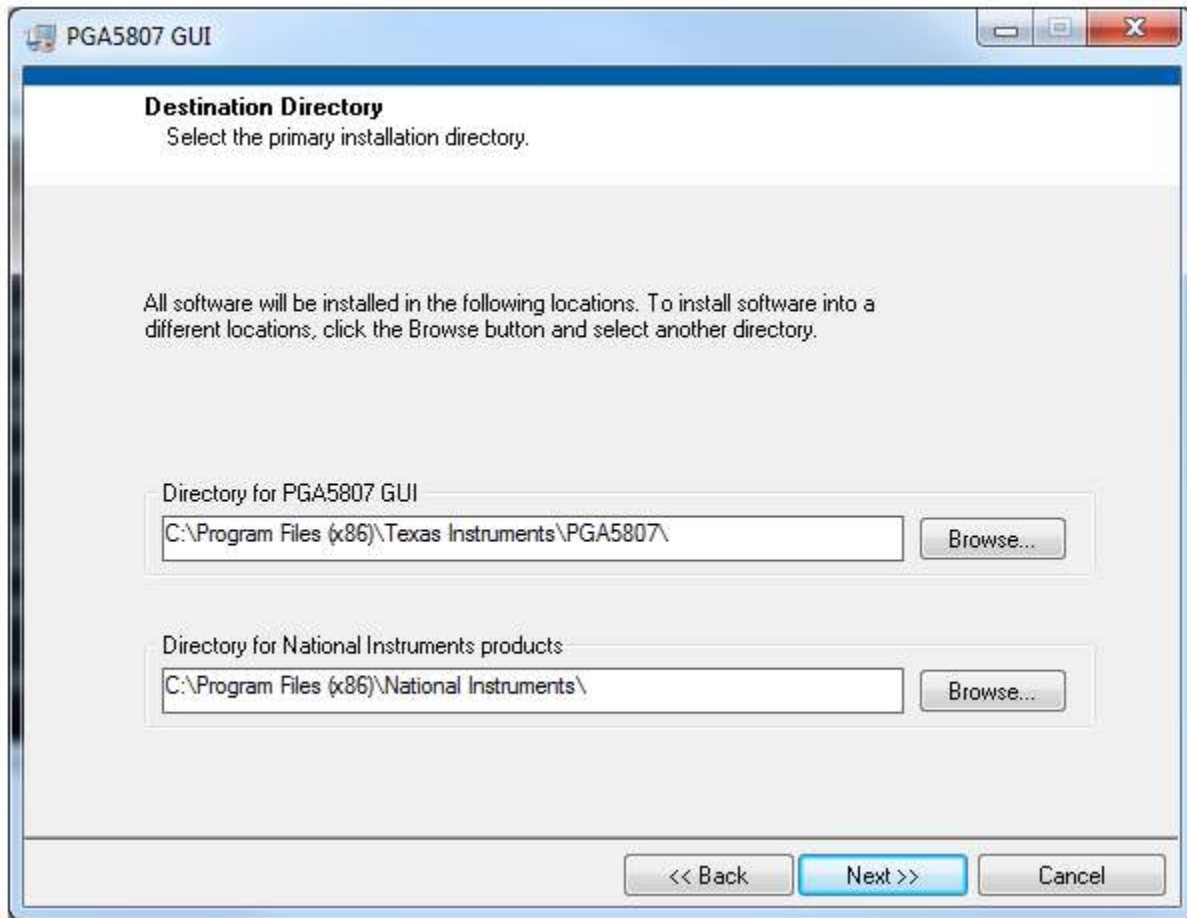 PGA5807 GUI
Destination Directory
Select the primary installation directory.
All software will be installed in the following locations. To install software into a
different locations, click the Browse button and select another directory.
Directory for PGA5807 GUI
C:\Program Files (x86)\Texas Instruments\PGA5807\
Browse...
Directory for National Instruments products
C:\Program Files (x86)\National Instruments\
Browse...
<< Back
Next >>
Cancel